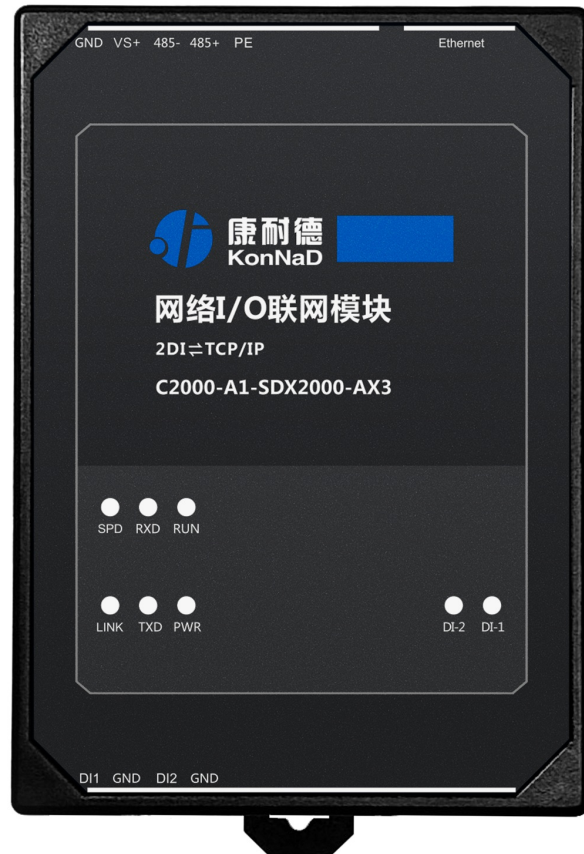 GND VS+ 485- 485+ PE Ethernet
康耐德
KonNaD
网络I/O联网模块
2DI⇌TCP/IP
C2000-A1-SDX2000-AX3
SPD RXD RUN
LINK TXD PWR DI-2 DI-1
DI1 GND DI2 GND